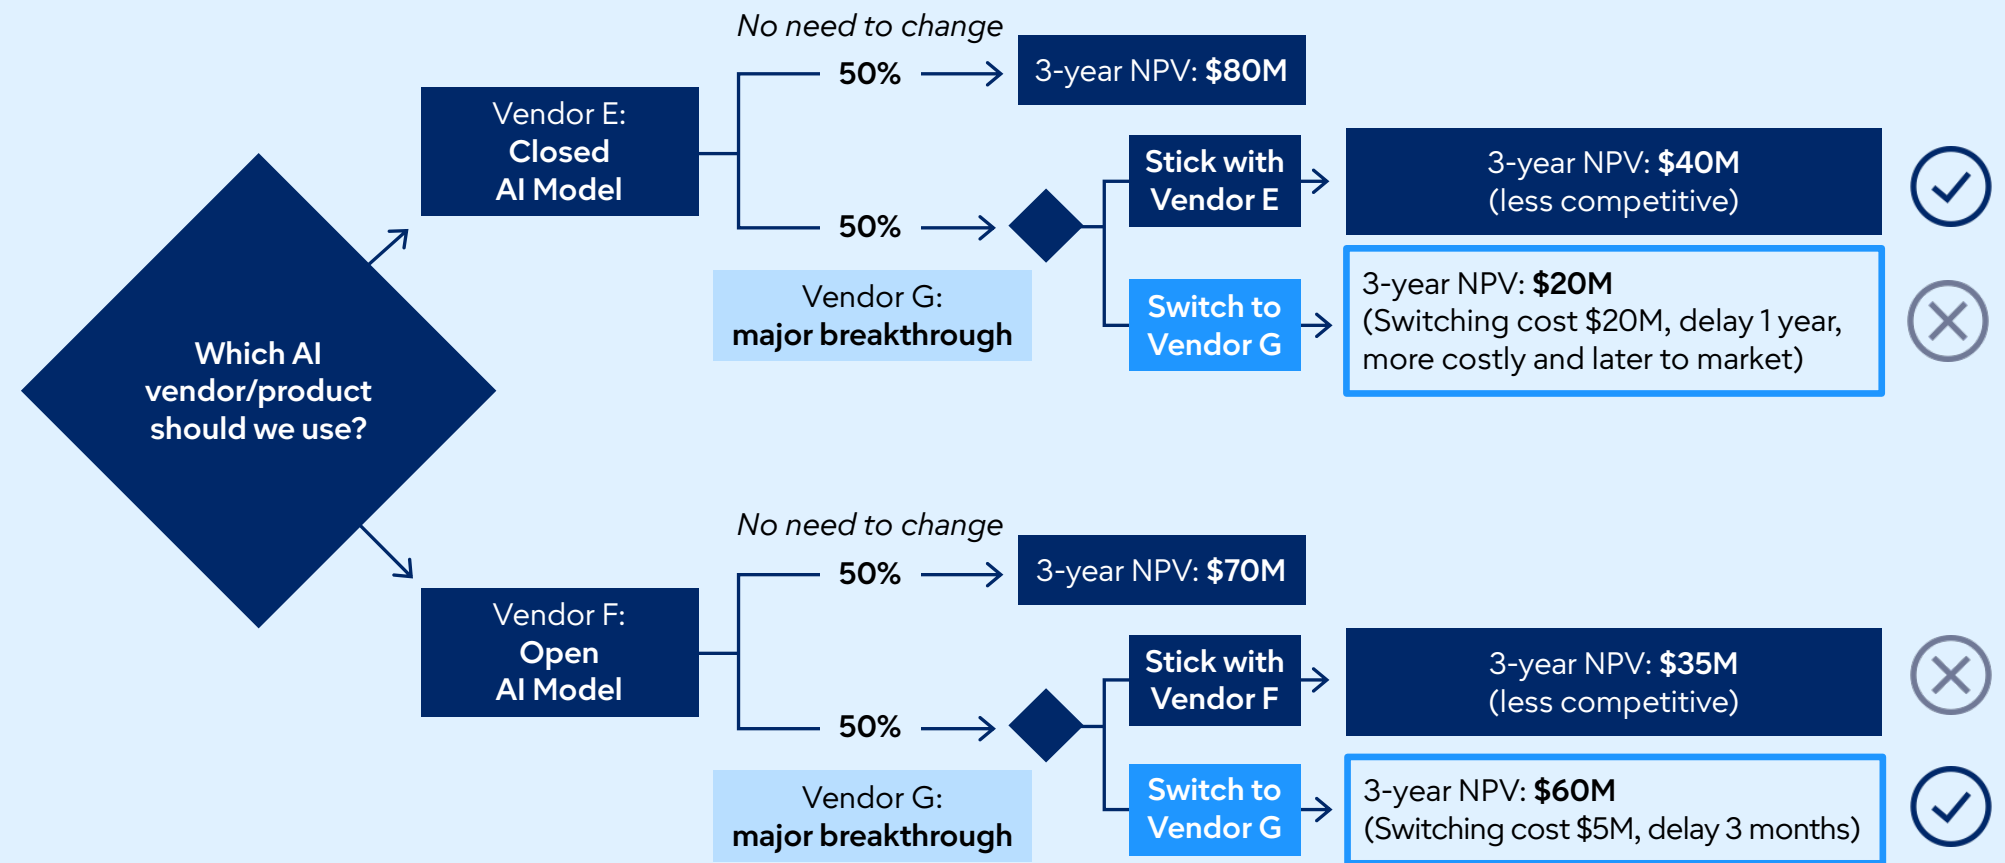 Which AI
vendor/product
should we use?
Vendor E:
Closed
AI Model
No need to change
50%
3-year NPV: $80M
50%
Vendor G:
major breakthrough
Stick with
Vendor E
3-year NPV: $40M
(less competitive)
Switch to
Vendor G
3-year NPV: $20M
(Switching cost $20M, delay 1 year,
more costly and later to market)
Vendor F:
Open
AI Model
No need to change
50%
3-year NPV: $70M
50%
Vendor G:
major breakthrough
Stick with
Vendor F
3-year NPV: $35M
(less competitive)
Switch to
Vendor G
3-year NPV: $60M
(Switching cost $5M, delay 3 months)